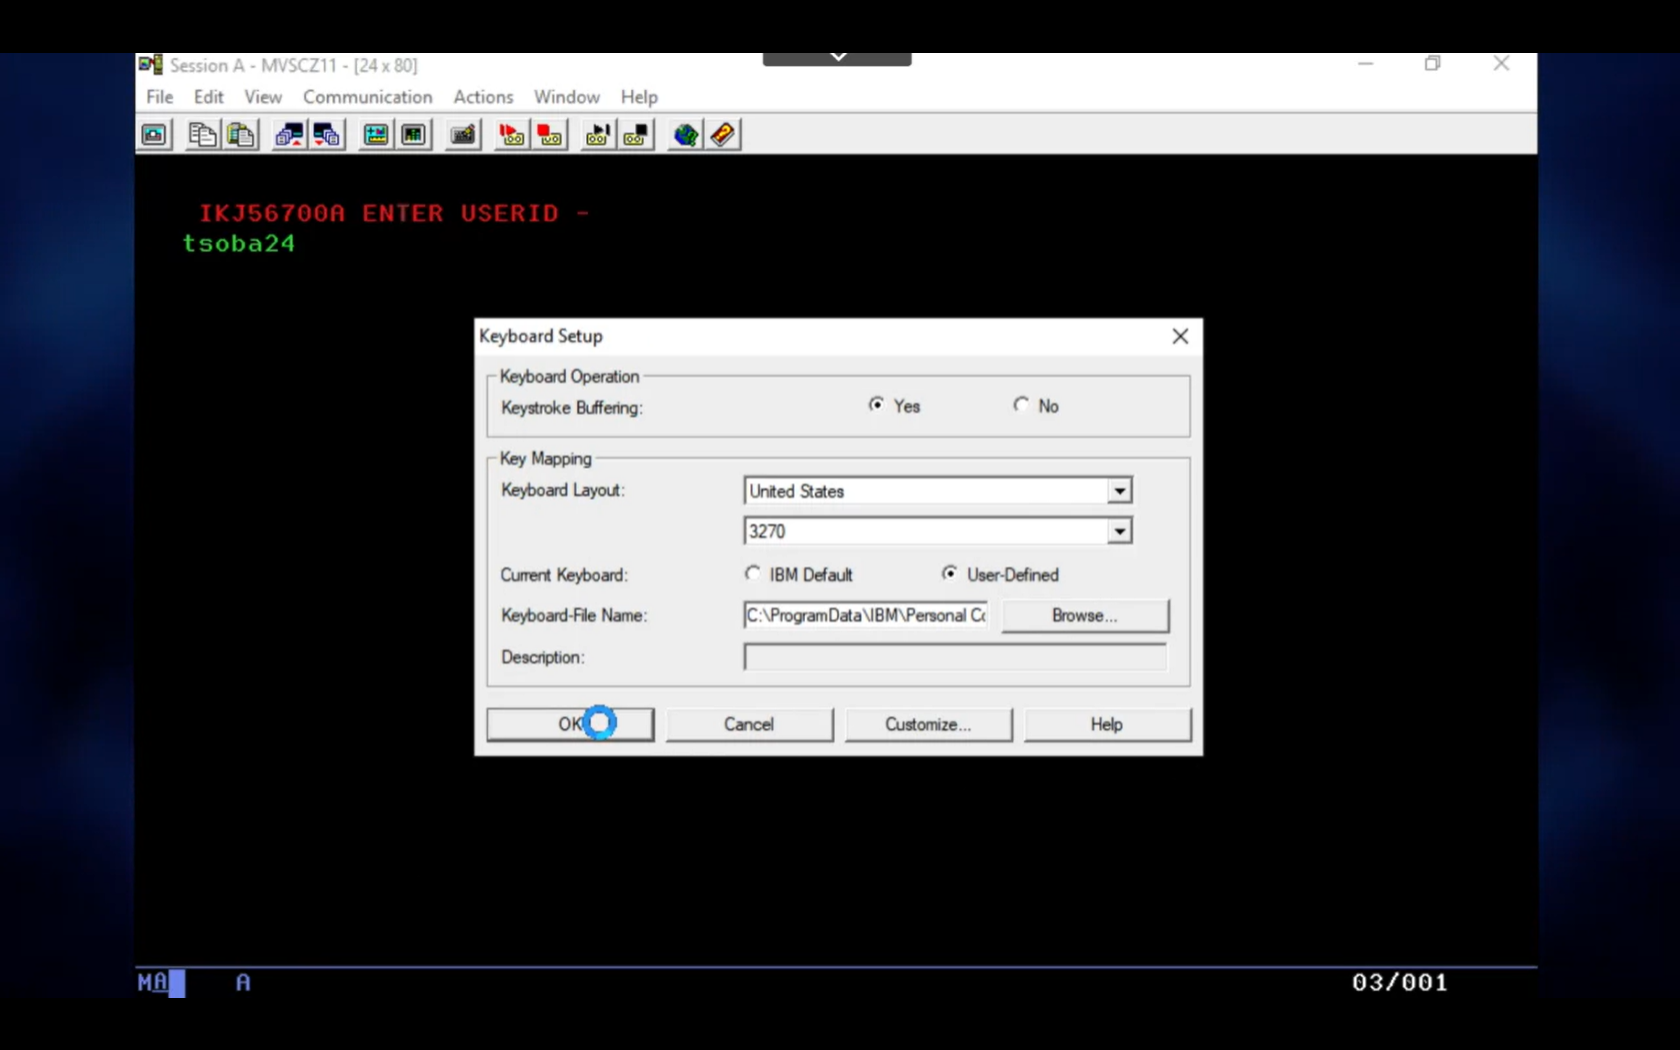 Session A - MVSCZ11 - [24 x 80]
File Edit View Communication Actions Window Help
IKJ56700A ENTER USERID -
tsoba24
Keyboard Setup
Keyboard Operation
Keystroke Buffering: Yes No
Key Mapping
Keyboard Layout: United States
3270
Current Keyboard: IBM Default User-Defined
Keyboard-File Name: C:\ProgramData\IBM\Personal Co Browse...
Description:
OK Cancel Customize... Help
MA A 03/001